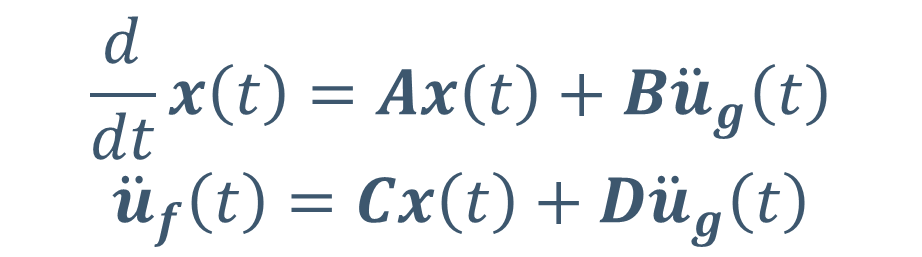 d/dt x(t) = Ax(t) + Bü_g(t)
ü_f(t) = Cx(t) + Dü_g(t)